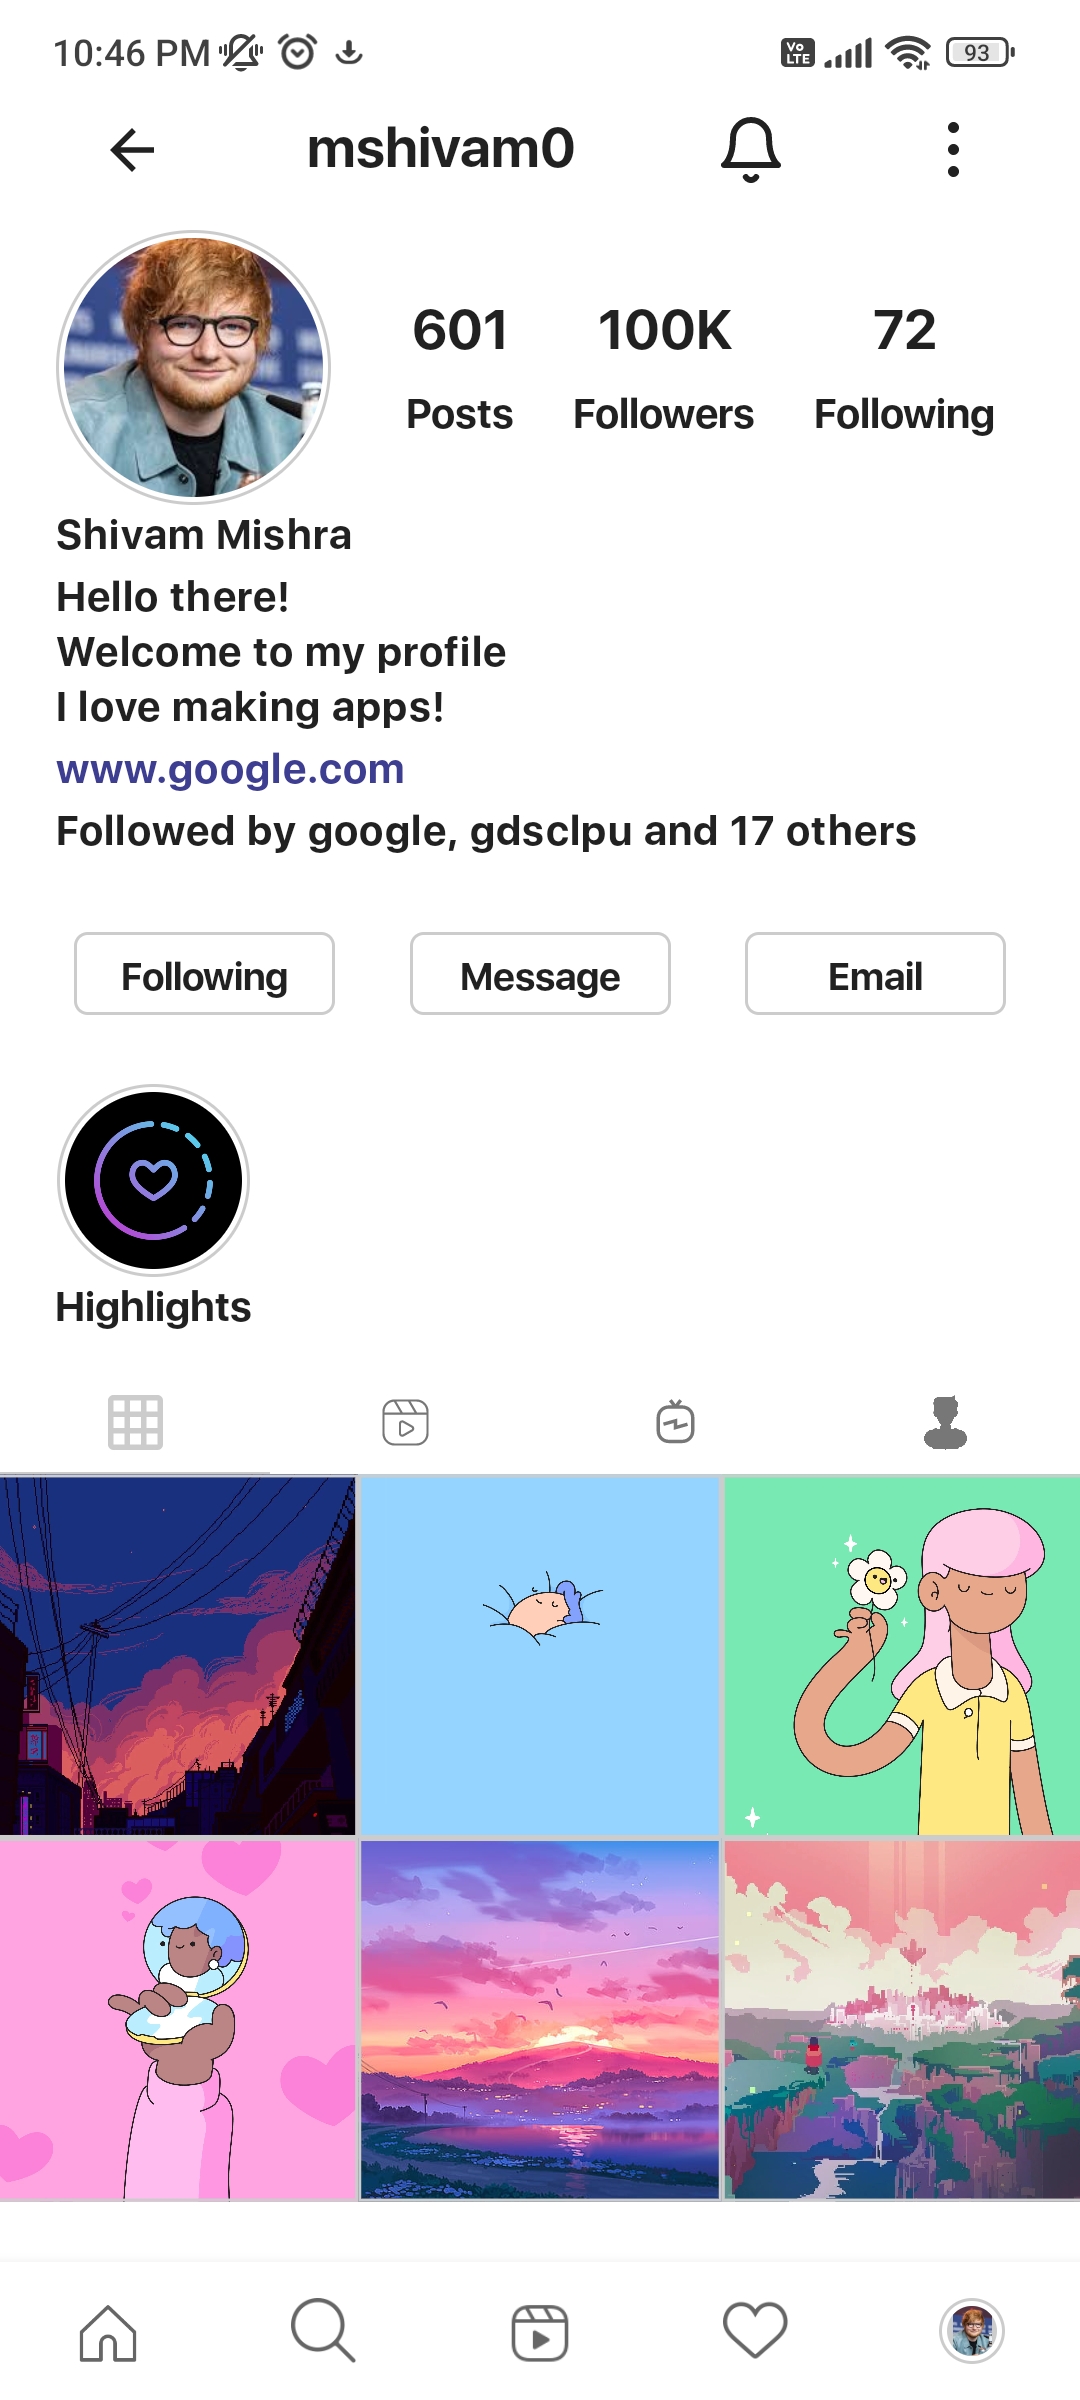 10:46 PM
Vo LTE
93
mshivam0
601 100K 72
Posts Followers Following
Shivam Mishra
Hello there!
Welcome to my profile
I love making apps!
www.google.com
Followed by google, gdsclpu and 17 others
Following Message Email
Highlights